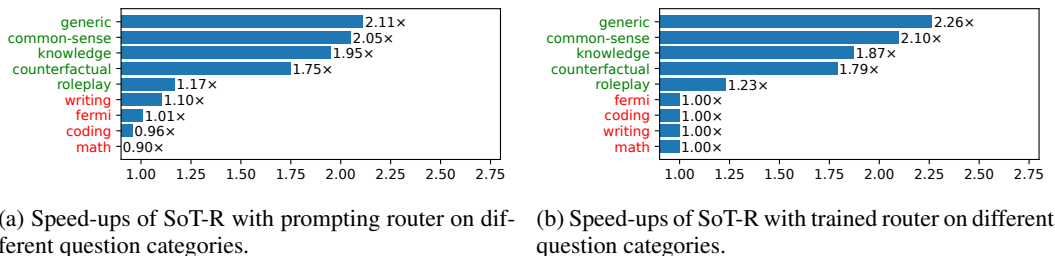 generic 2.11×
common-sense 2.05×
knowledge 1.95×
counterfactual 1.75×
roleplay 1.17×
writing 1.10×
fermi 1.01×
coding 0.96×
math 0.90×
1.00 1.25 1.50 1.75 2.00 2.25 2.50 2.75
(a) Speed-ups of SoT-R with prompting router on dif-
ferent question categories.
generic 2.26×
common-sense 2.10×
knowledge 1.87×
counterfactual 1.79×
roleplay 1.23×
fermi 1.00×
coding 1.00×
writing 1.00×
math 1.00×
1.00 1.25 1.50 1.75 2.00 2.25 2.50 2.75
(b) Speed-ups of SoT-R with trained router on different
question categories.